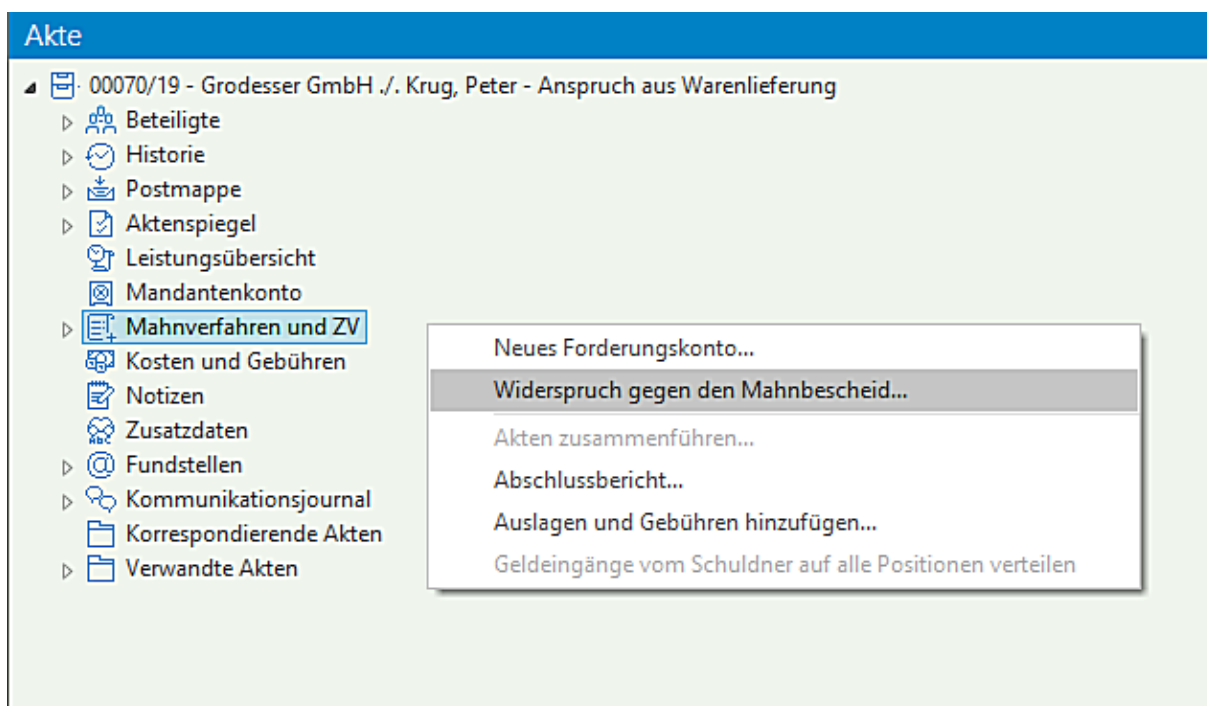 Akte
00070/19 - Grodesser GmbH ./. Krug, Peter - Anspruch aus Warenlieferung
Beteiligte
Historie
Postmappe
Aktenspiegel
Leistungsübersicht
Mandantenkonto
Mahnverfahren und ZV
Kosten und Gebühren
Notizen
Zusatzdaten
Fundstellen
Kommunikationsjournal
Korrespondierende Akten
Verwandte Akten
Neues Forderungskonto...
Widerspruch gegen den Mahnbescheid...
Akten zusammenführen...
Abschlussbericht...
Auslagen und Gebühren hinzufügen...
Geldeingänge vom Schuldner auf alle Positionen verteilen